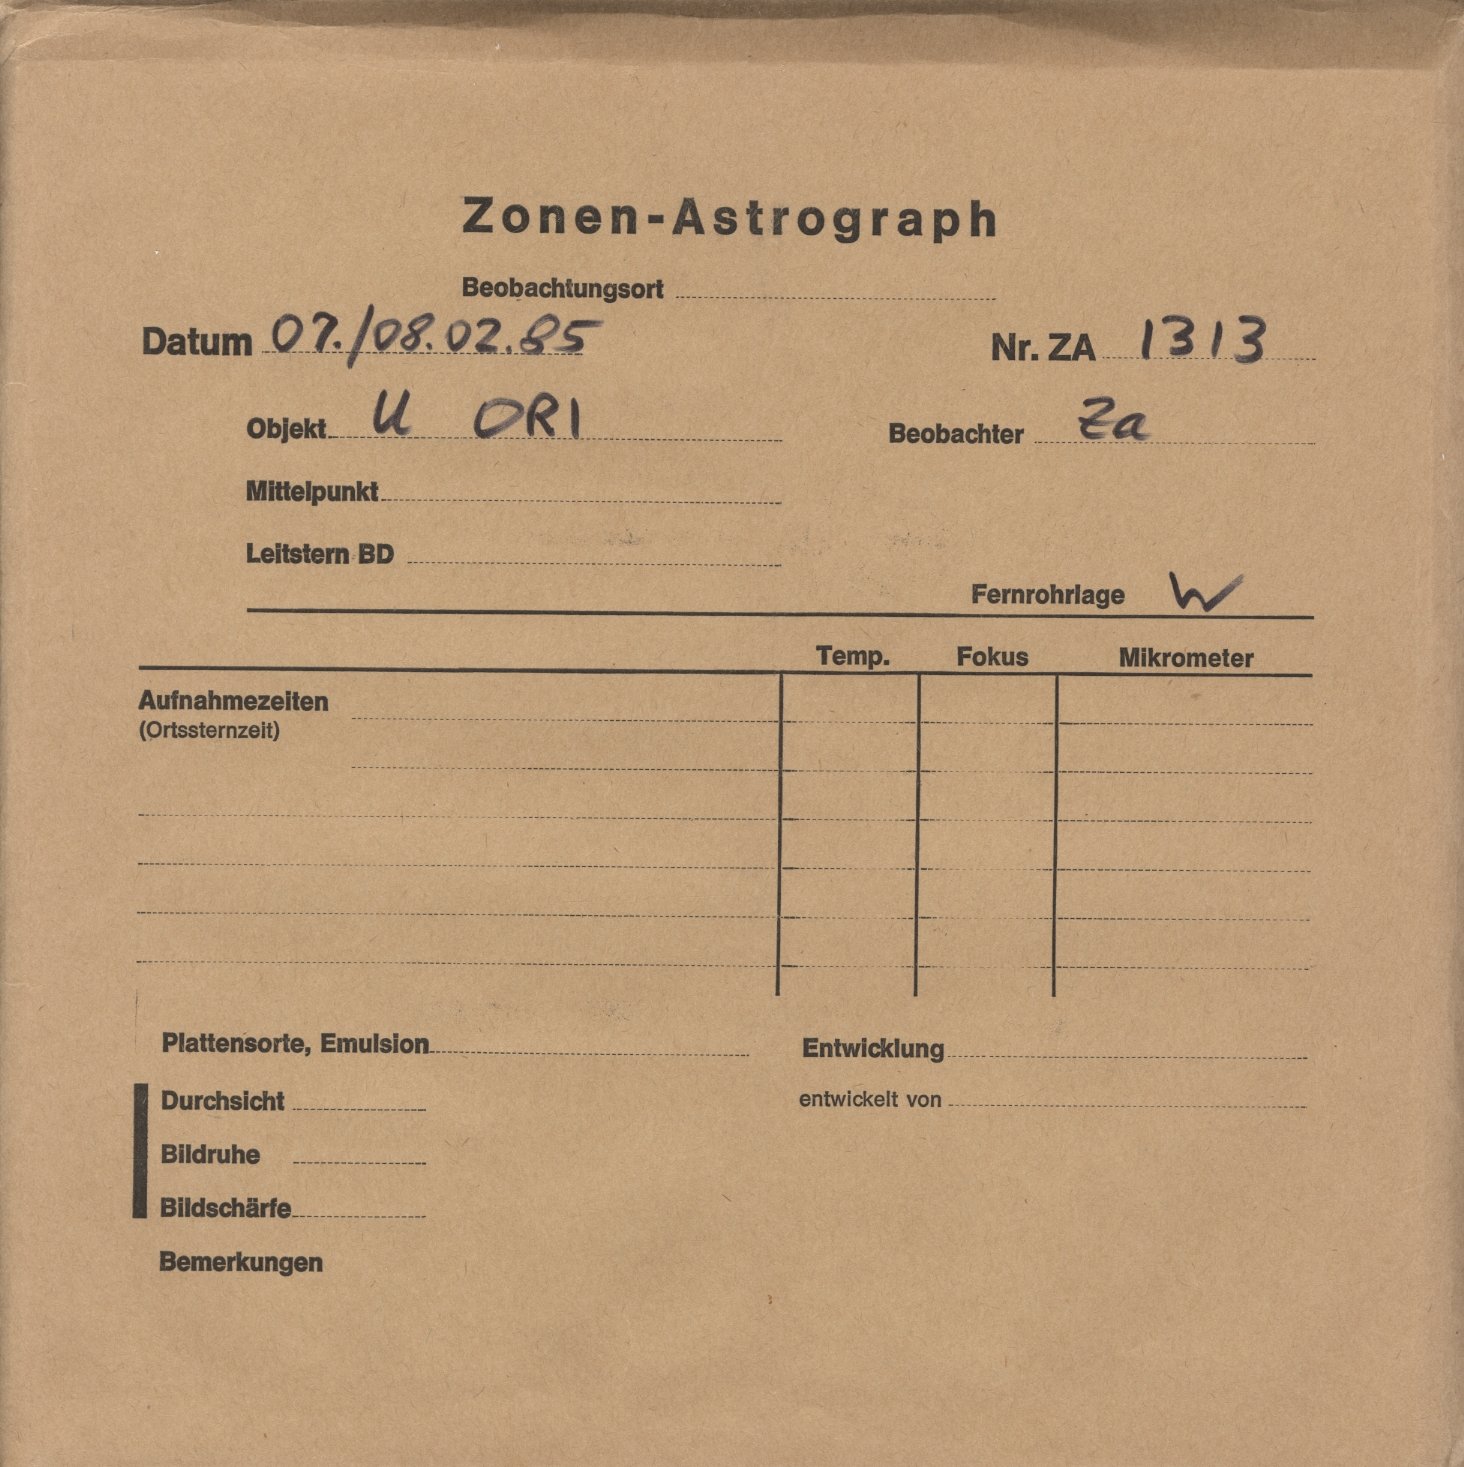 Zonen-Astrograph
Beobachtungsort
Datum 07./08.02.85 Nr. ZA 1313
Objekt U ORI Beobachter Za
Mittelpunkt
Leitstern BD
Fernrohrlage W
Temp. Fokus Mikrometer
Aufnahmezeiten
(Ortssternzeit)
Plattensorte, Emulsion Entwicklung
Durchsicht entwickelt von
Bildruhe
Bildschärfe
Bemerkungen